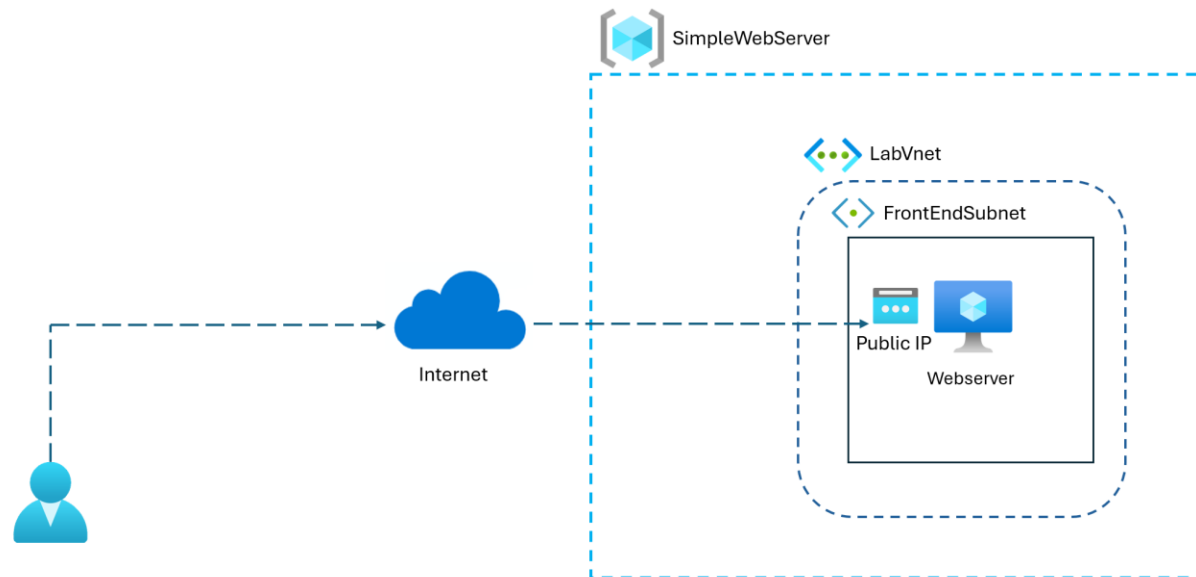 SimpleWebServer
LabVnet
FrontEndSubnet
Public IP
Webserver
Internet